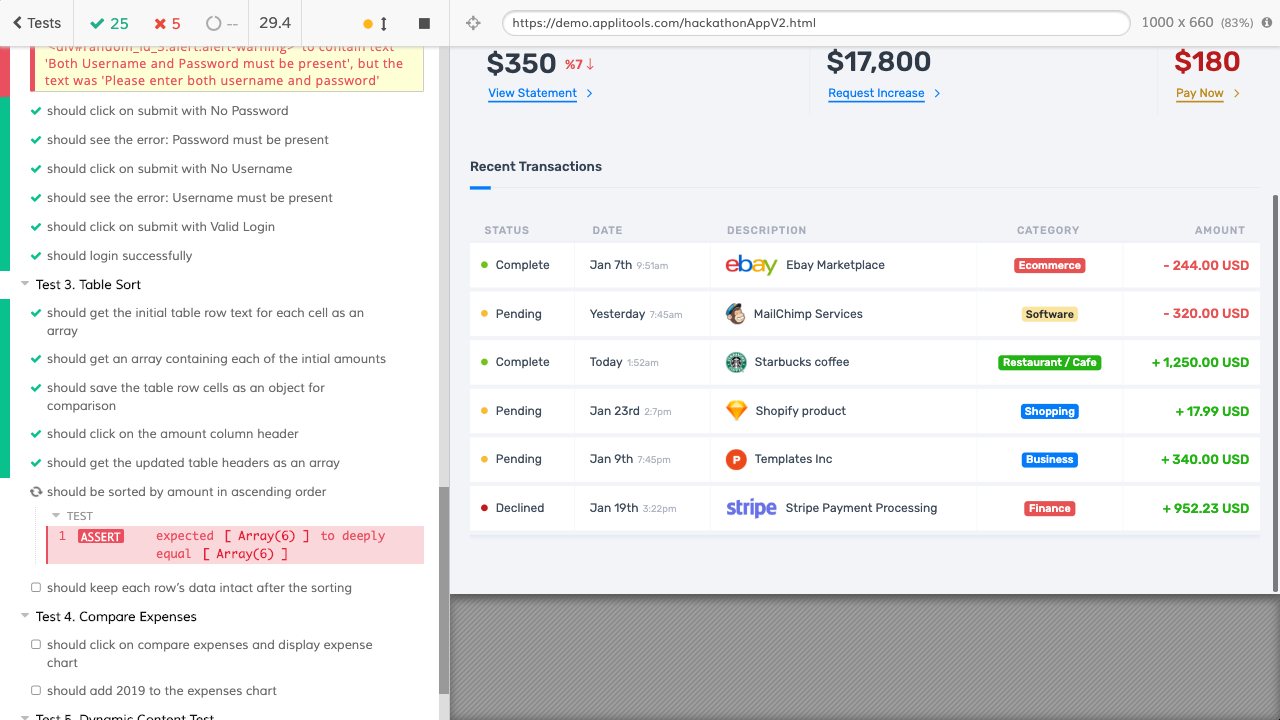 Tests
25
5
--
29.4
https://demo.applitools.com/hackathonAppV2.html
1000 x 660 (83%)
<div#random_id_3.alert.alert-warning> to contain text
'Both Username and Password must be present', but the
text was 'Please enter both username and password'
should click on submit with No Password
should see the error: Password must be present
should click on submit with No Username
should see the error: Username must be present
should click on submit with Valid Login
should login successfully
Test 3. Table Sort
should get the initial table row text for each cell as an
array
should get an array containing each of the intial amounts
should save the table row cells as an object for
comparison
should click on the amount column header
should get the updated table headers as an array
should be sorted by amount in ascending order
TEST
1 ASSERT expected [ Array(6) ] to deeply
equal [ Array(6) ]
should keep each row's data intact after the sorting
Test 4. Compare Expenses
should click on compare expenses and display expense
chart
should add 2019 to the expenses chart
Test 5. Dynamic Content Test
$350 %7
View Statement
$17,800
Request Increase
$180
Pay Now
Recent Transactions
STATUS DATE DESCRIPTION CATEGORY AMOUNT
Complete Jan 7th 9:51am ebay Ebay Marketplace Ecommerce - 244.00 USD
Pending Yesterday 7:45am MailChimp Services Software - 320.00 USD
Complete Today 1:52am Starbucks coffee Restaurant / Cafe + 1,250.00 USD
Pending Jan 23rd 2:7pm Shopify product Shopping + 17.99 USD
Pending Jan 9th 7:45pm P Templates Inc Business + 340.00 USD
Declined Jan 19th 3:22pm stripe Stripe Payment Processing Finance + 952.23 USD